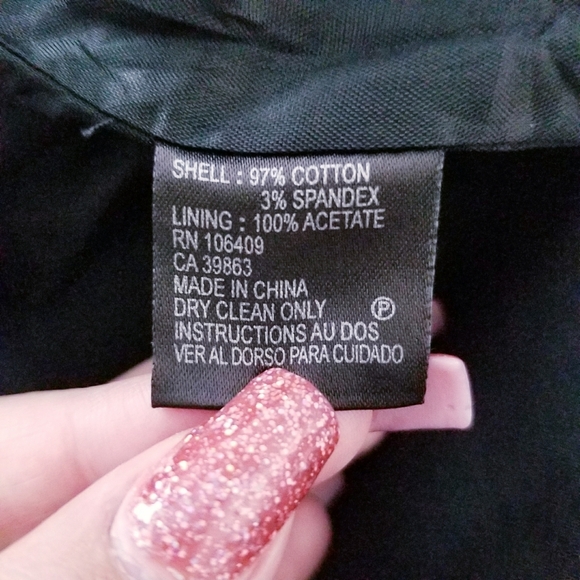 SHELL : 97% COTTON
3% SPANDEX
LINING : 100% ACETATE
RN 106409
CA 39863
MADE IN CHINA
DRY CLEAN ONLY Ⓟ
INSTRUCTIONS AU DOS
VER AL DORSO PARA CUIDADO